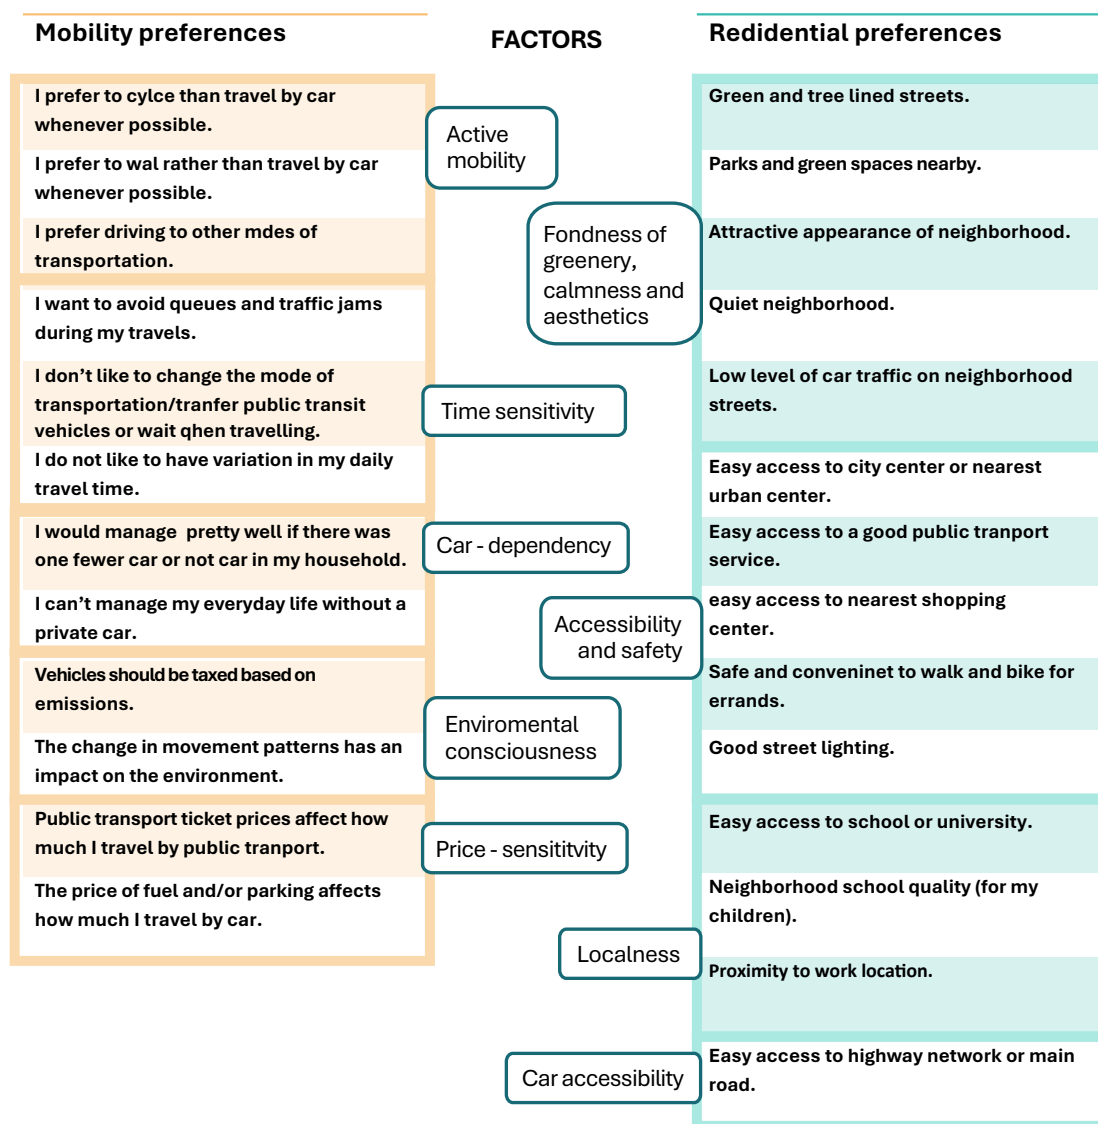 Mobility preferences
FACTORS
Redidential preferences
I prefer to cylce than travel by car
whenever possible.
I prefer to wal rather than travel by car
whenever possible.
I prefer driving to other mdes of
transportation.
I want to avoid queues and traffic jams
during my travels.
I don’t like to change the mode of
transportation/tranfer public transit
vehicles or wait qhen travelling.
I do not like to have variation in my daily
travel time.
I would manage pretty well if there was
one fewer car or not car in my household.
I can’t manage my everyday life without a
private car.
Vehicles should be taxed based on
emissions.
The change in movement patterns has an
impact on the environment.
Public transport ticket prices affect how
much I travel by public tranport.
The price of fuel and/or parking affects
how much I travel by car.
Active
mobility
Fondness of
greenery,
calmness and
aesthetics
Time sensitivity
Car - dependency
Accessibility
and safety
Enviromental
consciousness
Price - sensititvity
Localness
Car accessibility
Green and tree lined streets.
Parks and green spaces nearby.
Attractive appearance of neighborhood.
Quiet neighborhood.
Low level of car traffic on neighborhood
streets.
Easy access to city center or nearest
urban center.
Easy access to a good public tranport
service.
easy access to nearest shopping
center.
Safe and conveninet to walk and bike for
errands.
Good street lighting.
Easy access to school or university.
Neighborhood school quality (for my
children).
Proximity to work location.
Easy access to highway network or main
road.